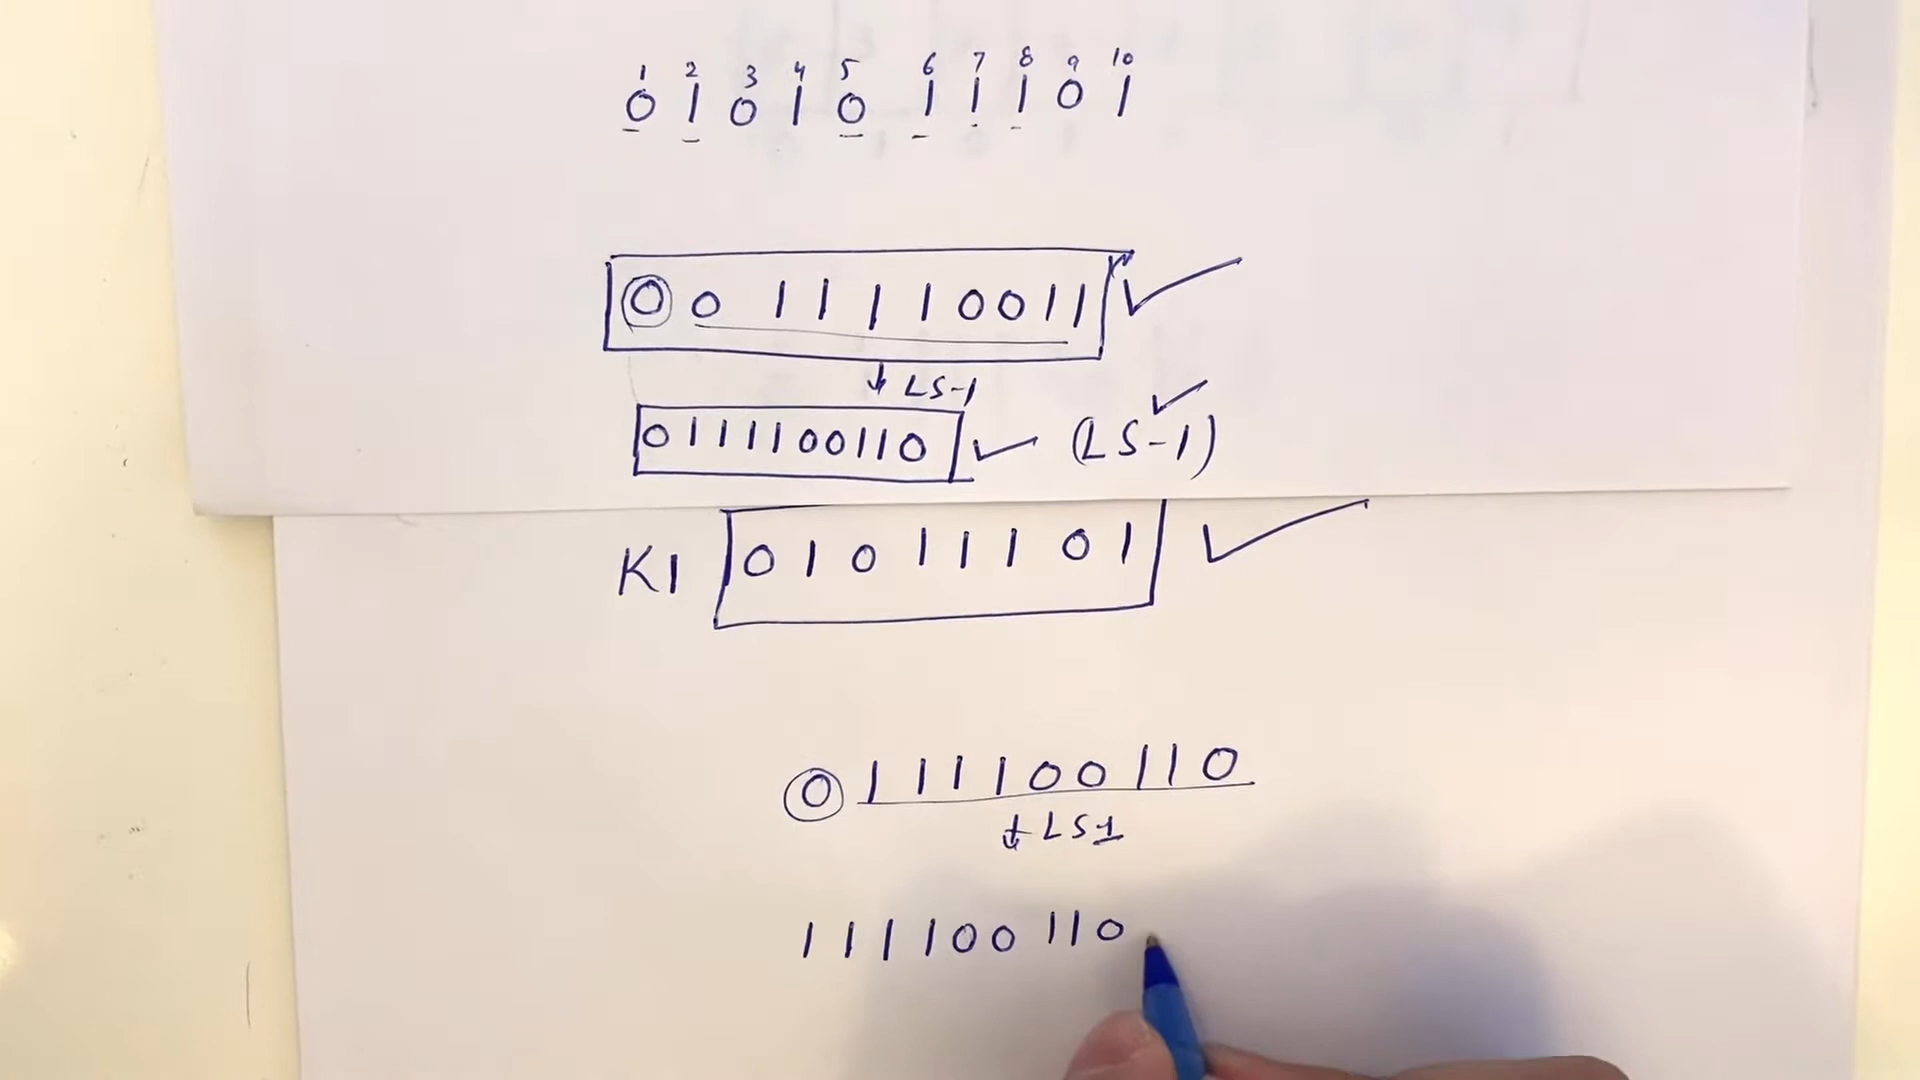 1 2 3 4 5 6 7 8 9 10
0 1 0 1 0 1 1 1 0 1
0 0 1 1 1 1 0 0 1 1
LS-1
0 1 1 1 1 0 0 1 1 0 (LS-1)
K1 0 1 0 1 1 1 0 1
0 1 1 1 1 0 0 1 1 0
LS1
1 1 1 1 0 0 1 1 0